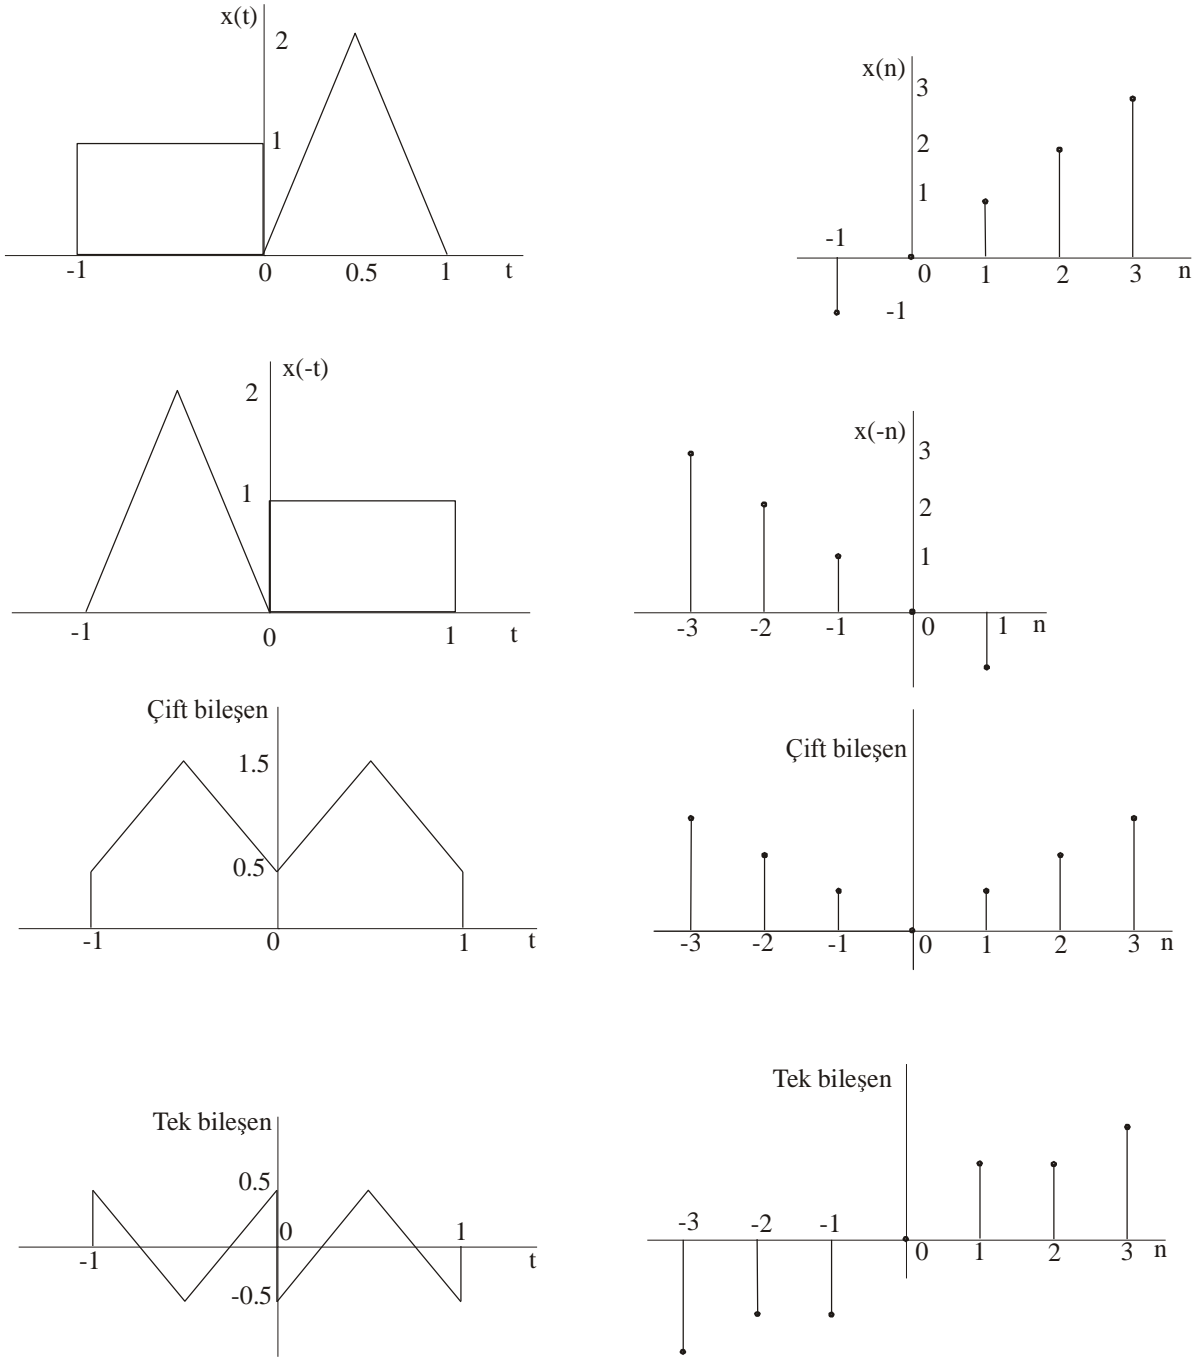 x(t)
2
1
-1 0 0.5 1 t
x(n)
3
2
1
-1
0 1 2 3 n
-1
x(-t)
2
1
-1 0 1 t
x(-n)
3
2
1
-3 -2 -1 0 1 n
Çift bileşen
1.5
0.5
-1 0 1 t
Çift bileşen
-3 -2 -1 0 1 2 3 n
Tek bileşen
0.5
0 1
-1 t
-0.5
Tek bileşen
-3 -2 -1
0 1 2 3 n